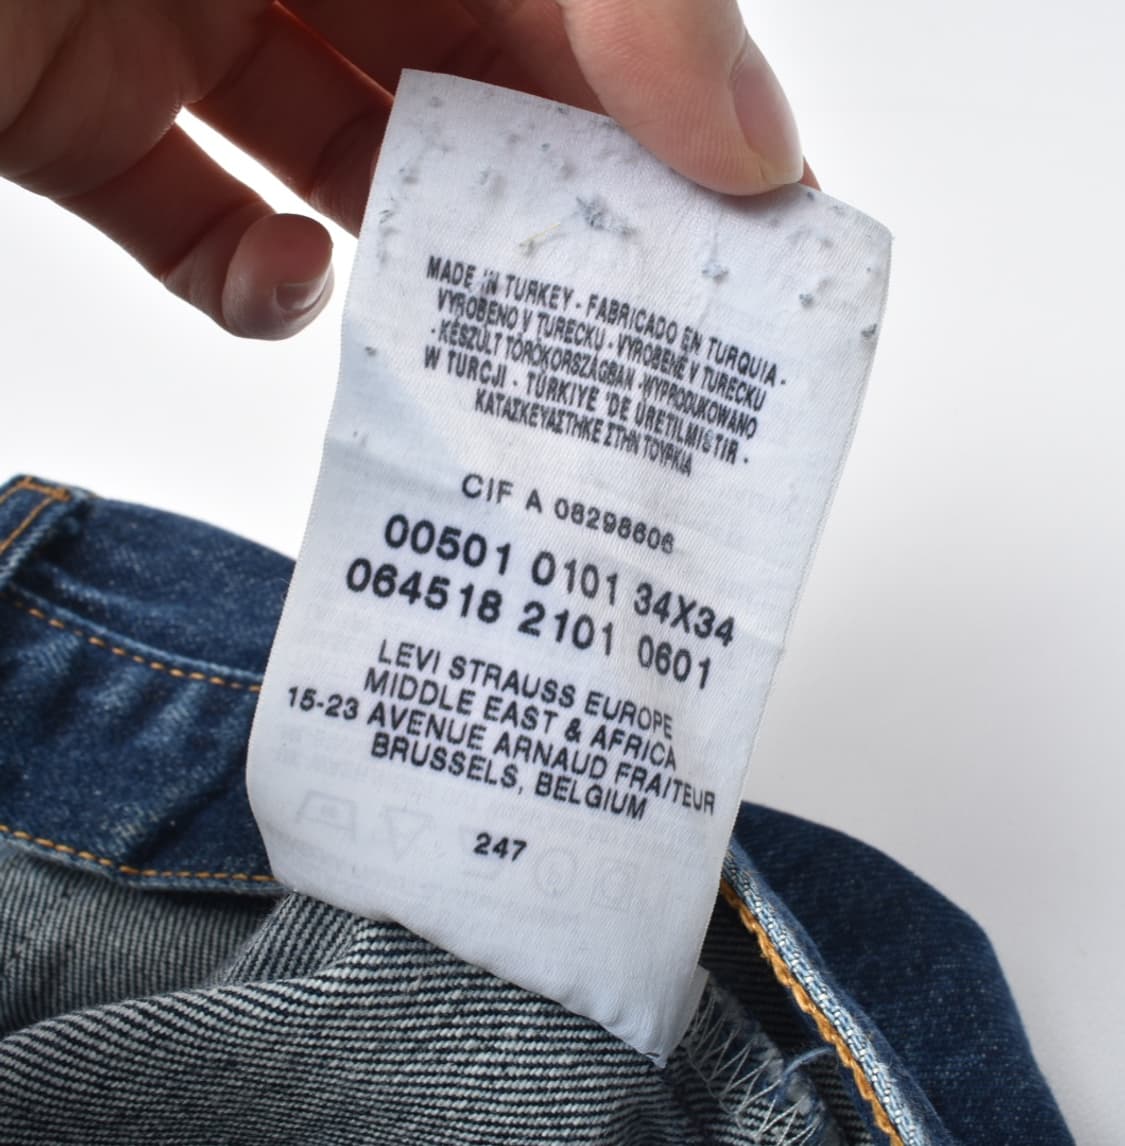 MADE IN TURKEY - FABRICADO EN TURQUIA -
VYROBENO V TURECKU - VYROBENÉ V TURECKU
- KÉSZÜLT TÖRÖKORSZÁGBAN - WYPRODUKOWANO
W TURCJI - TÜRKIYE 'DE ÜRETILMISTIR -
ΚΑΤΑΣΚΕΥΑΣΤΗΚΕ ΣΤΗΝ ΤΟΥΡΚΙΑ
CIF A 08298606
00501 0101 34X34
064518 2101 0601
LEVI STRAUSS EUROPE
MIDDLE EAST & AFRICA
15-23 AVENUE ARNAUD FRAITEUR
BRUSSELS, BELGIUM
247